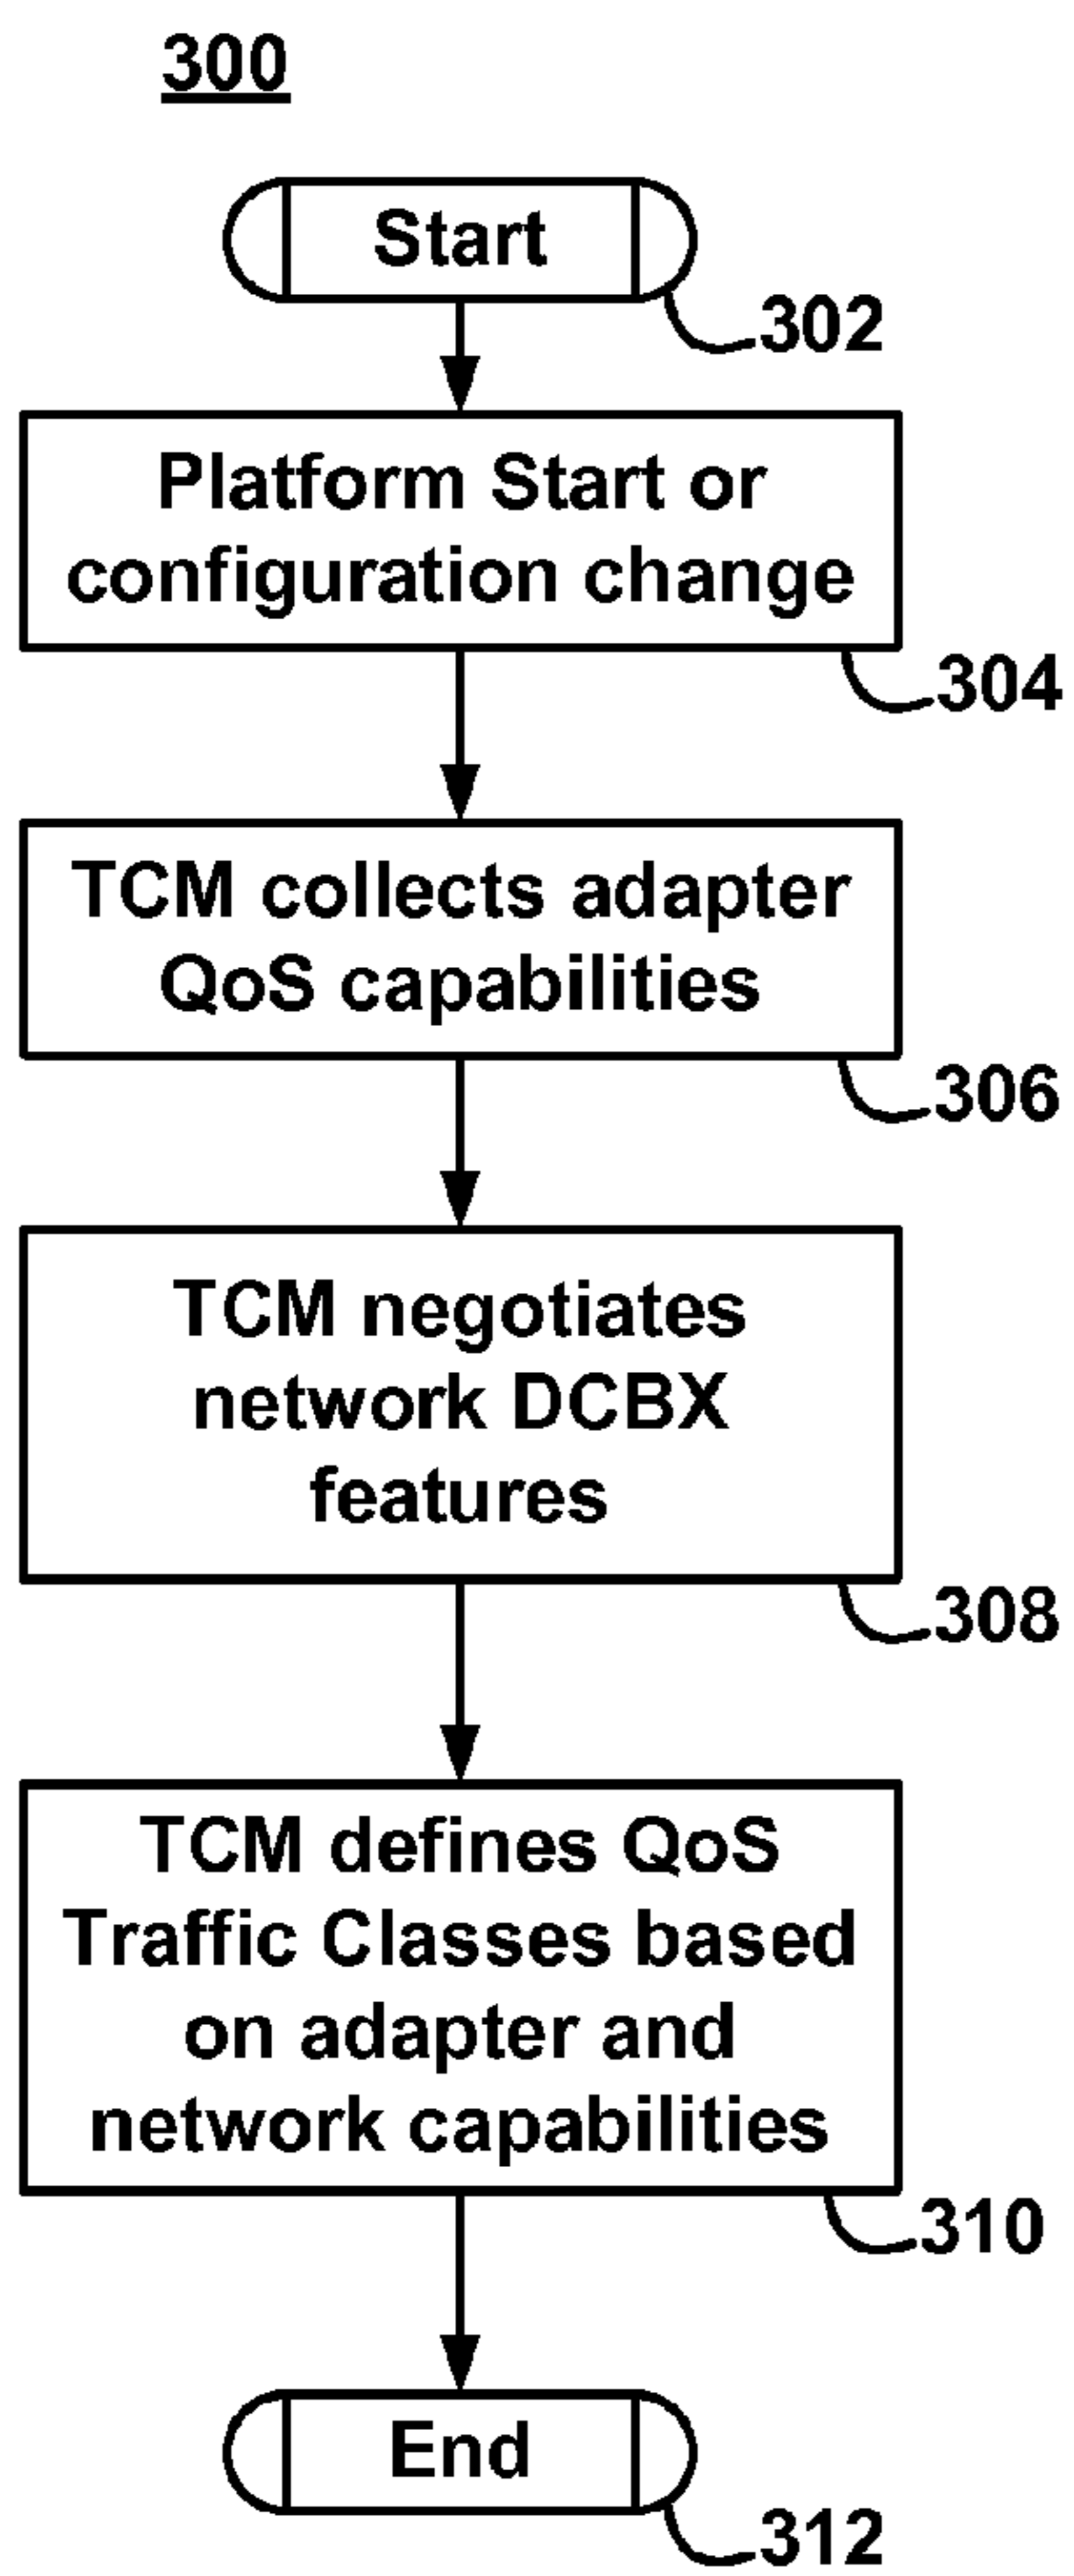 300
Start
302
Platform Start or
configuration change
304
TCM collects adapter
QoS capabilities
306
TCM negotiates
network DCBX
features
308
TCM defines QoS
Traffic Classes based
on adapter and
network capabilities
310
End
312